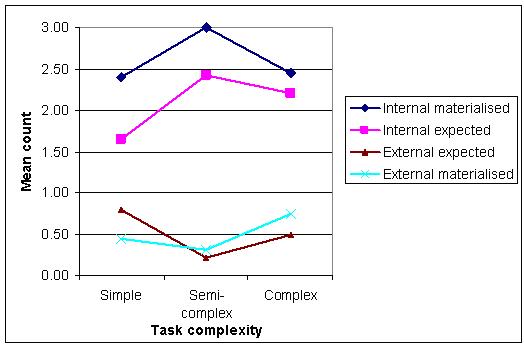 3.00
2.50
2.00
1.50
1.00
0.50
0.00
Mean count
Simple
Semi-
complex
Complex
Task complexity
Internal materialised
Internal expected
External expected
External materialised